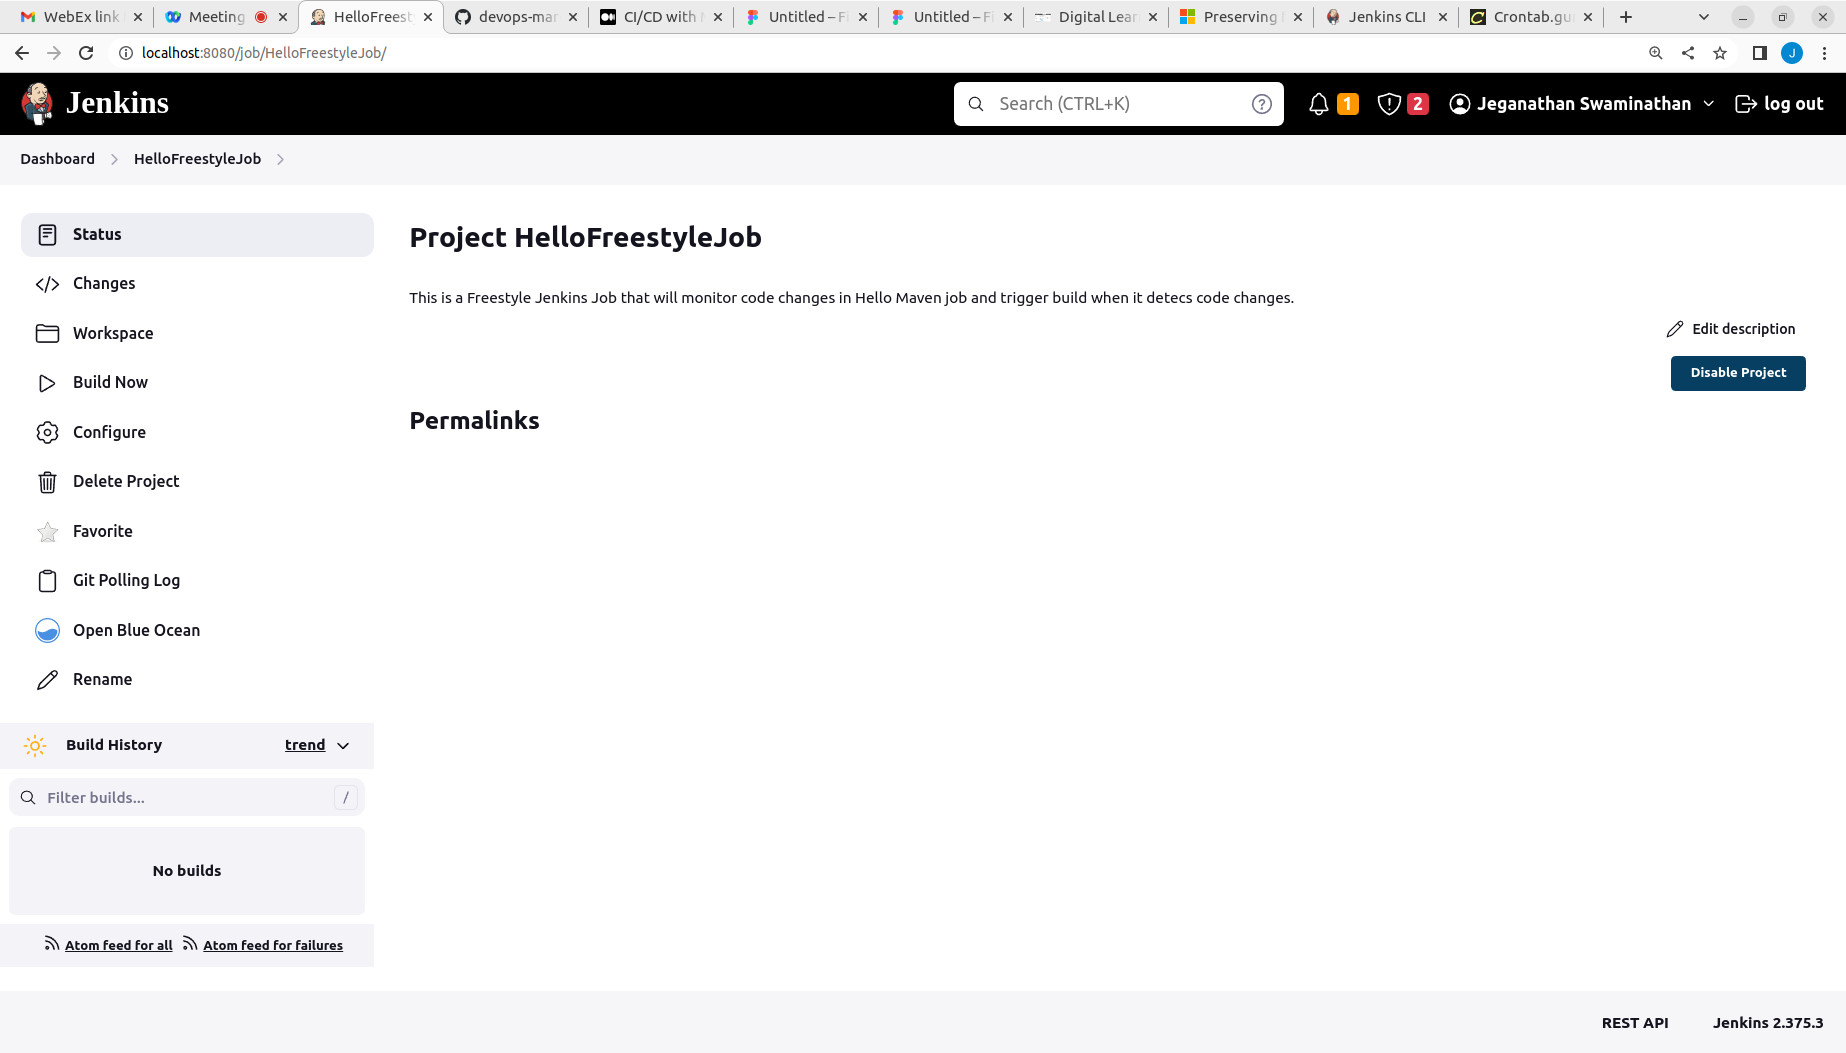 WebEx link
Meeting
HelloFreest
devops-mar
CI/CD with
Untitled – Fi
Untitled – Fi
Digital Lear
Preserving
Jenkins CLI
Crontab.gur
localhost:8080/job/HelloFreestyleJob/
J
Jenkins
Search (CTRL+K)
?
1
2
Jeganathan Swaminathan
log out
Dashboard
HelloFreestyleJob
Status
Changes
Workspace
Build Now
Configure
Delete Project
Favorite
Git Polling Log
Open Blue Ocean
Rename
Build History
trend
Filter builds...
/
No builds
Atom feed for all
Atom feed for failures
Project HelloFreestyleJob
This is a Freestyle Jenkins Job that will monitor code changes in Hello Maven job and trigger build when it detecs code changes.
Edit description
Disable Project
Permalinks
REST API
Jenkins 2.375.3